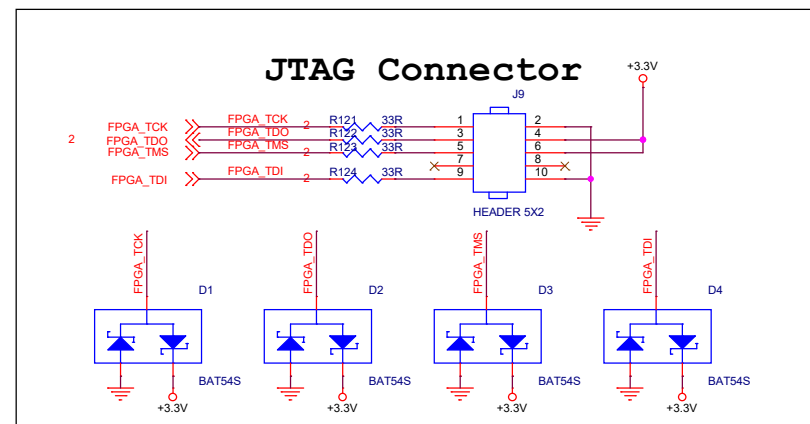 JTAG Connector
+3.3V
J9
FPGA_TCK FPGA_TCK 2 R121 33R 1 2
2 FPGA_TDO FPGA_TDO R122 33R 3 4
FPGA_TMS FPGA_TMS 2 R123 33R 5 6
7 8
FPGA_TDI FPGA_TDI 2 R124 33R 9 10
HEADER 5X2
FPGA_TCK FPGA_TDO FPGA_TMS FPGA_TDI
D1 D2 D3 D4
BAT54S BAT54S BAT54S BAT54S
+3.3V +3.3V +3.3V +3.3V